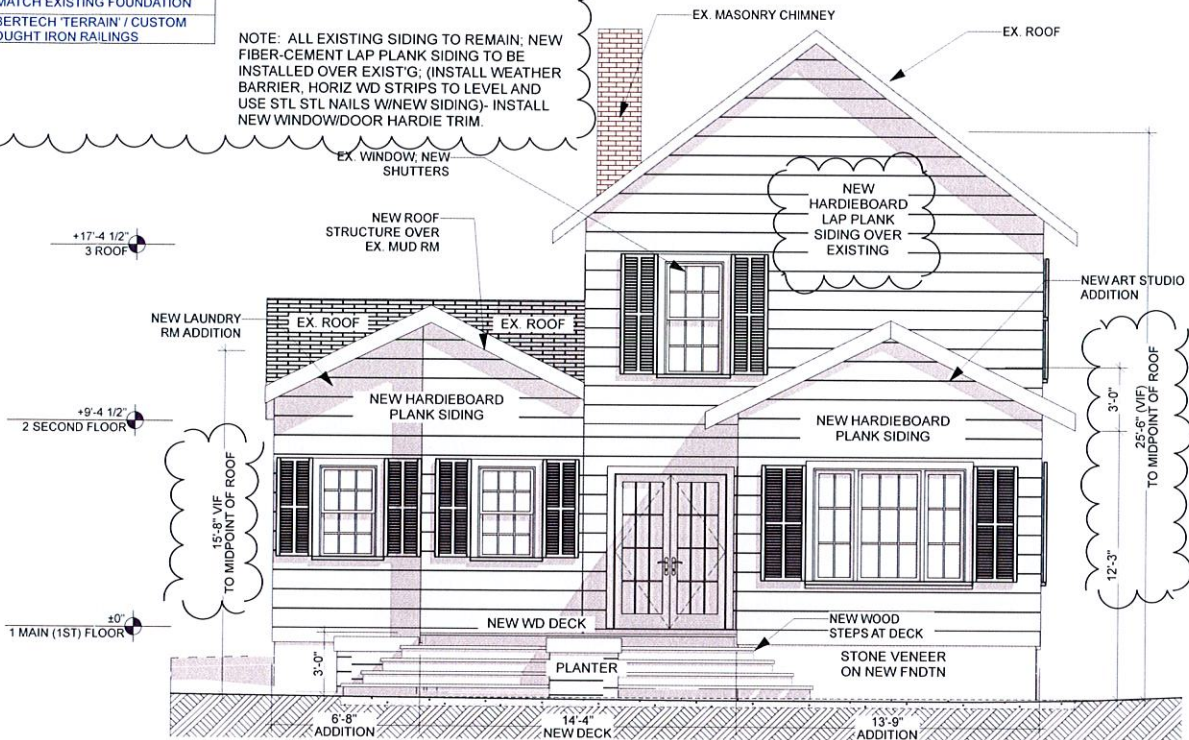 MATCH EXISTING FOUNDATION
BERTECH 'TERRAIN' / CUSTOM
OUGHT IRON RAILINGS
NOTE: ALL EXISTING SIDING TO REMAIN; NEW
FIBER-CEMENT LAP PLANK SIDING TO BE
INSTALLED OVER EXIST'G; (INSTALL WEATHER
BARRIER, HORIZ WD STRIPS TO LEVEL AND
USE STL STL NAILS W/NEW SIDING)- INSTALL
NEW WINDOW/DOOR HARDIE TRIM.
EX. MASONRY CHIMNEY
EX. ROOF
EX. WINDOW; NEW
SHUTTERS
NEW
HARDIEBOARD
LAP PLANK
SIDING OVER
EXISTING
NEW ROOF
STRUCTURE OVER
EX. MUD RM
+17'-4 1/2"
3 ROOF
NEW ART STUDIO
ADDITION
NEW LAUNDRY
RM ADDITION
EX. ROOF
EX. ROOF
NEW HARDIEBOARD
PLANK SIDING
NEW HARDIEBOARD
PLANK SIDING
+9'-4 1/2"
2 SECOND FLOOR
15'-8" VIF
TO MIDPOINT OF ROOF
3'-0"
12'-3"
25'-6" (VIF)
TO MIDPOINT OF ROOF
±0"
1 MAIN (1ST) FLOOR
NEW WD DECK
NEW WOOD
STEPS AT DECK
3'-0"
PLANTER
STONE VENEER
ON NEW FNDTN
6'-8"
ADDITION
14'-4"
NEW DECK
13'-9"
ADDITION